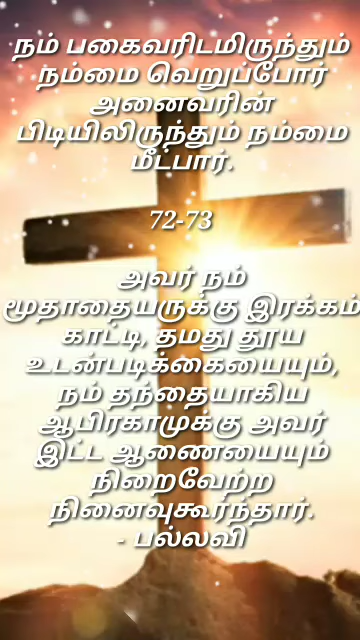 நம் பகைவரிடமிருந்தும்
நம்மை வெறுப்போர்
அனைவரின்
பிடியிலிருந்தும் நம்மை
மீட்பார்.
72-73
அவர் நம்
மூதாதையருக்கு இரக்கம்
காட்டி, தமது தூய
உடன்படிக்கையையும்,
நம் தந்தையாகிய
ஆபிரகாமுக்கு அவர்
இட்ட ஆணையையும்
நிறைவேற்ற
நினைவுகூர்ந்தார்.
- பல்லவி